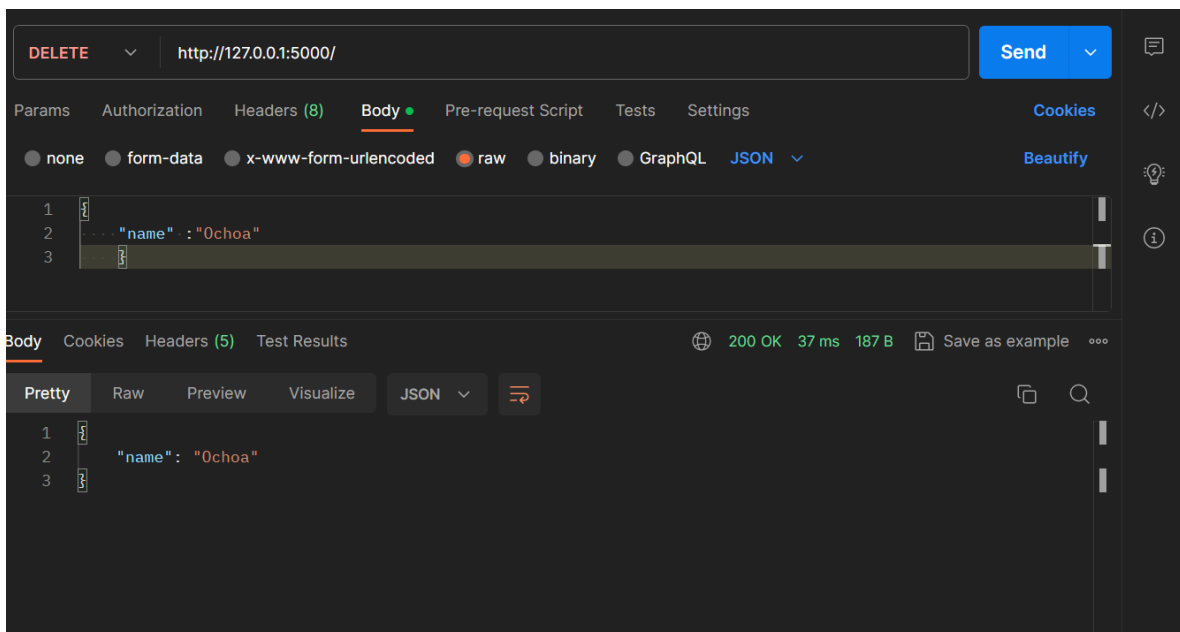 DELETE http://127.0.0.1:5000/ Send
Params Authorization Headers (8) Body Pre-request Script Tests Settings Cookies
none form-data x-www-form-urlencoded raw binary GraphQL JSON Beautify
1 {
2 "name" :"Ochoa"
3 }
Body Cookies Headers (5) Test Results 200 OK 37 ms 187 B Save as example
Pretty Raw Preview Visualize JSON
1 {
2 "name": "Ochoa"
3 }